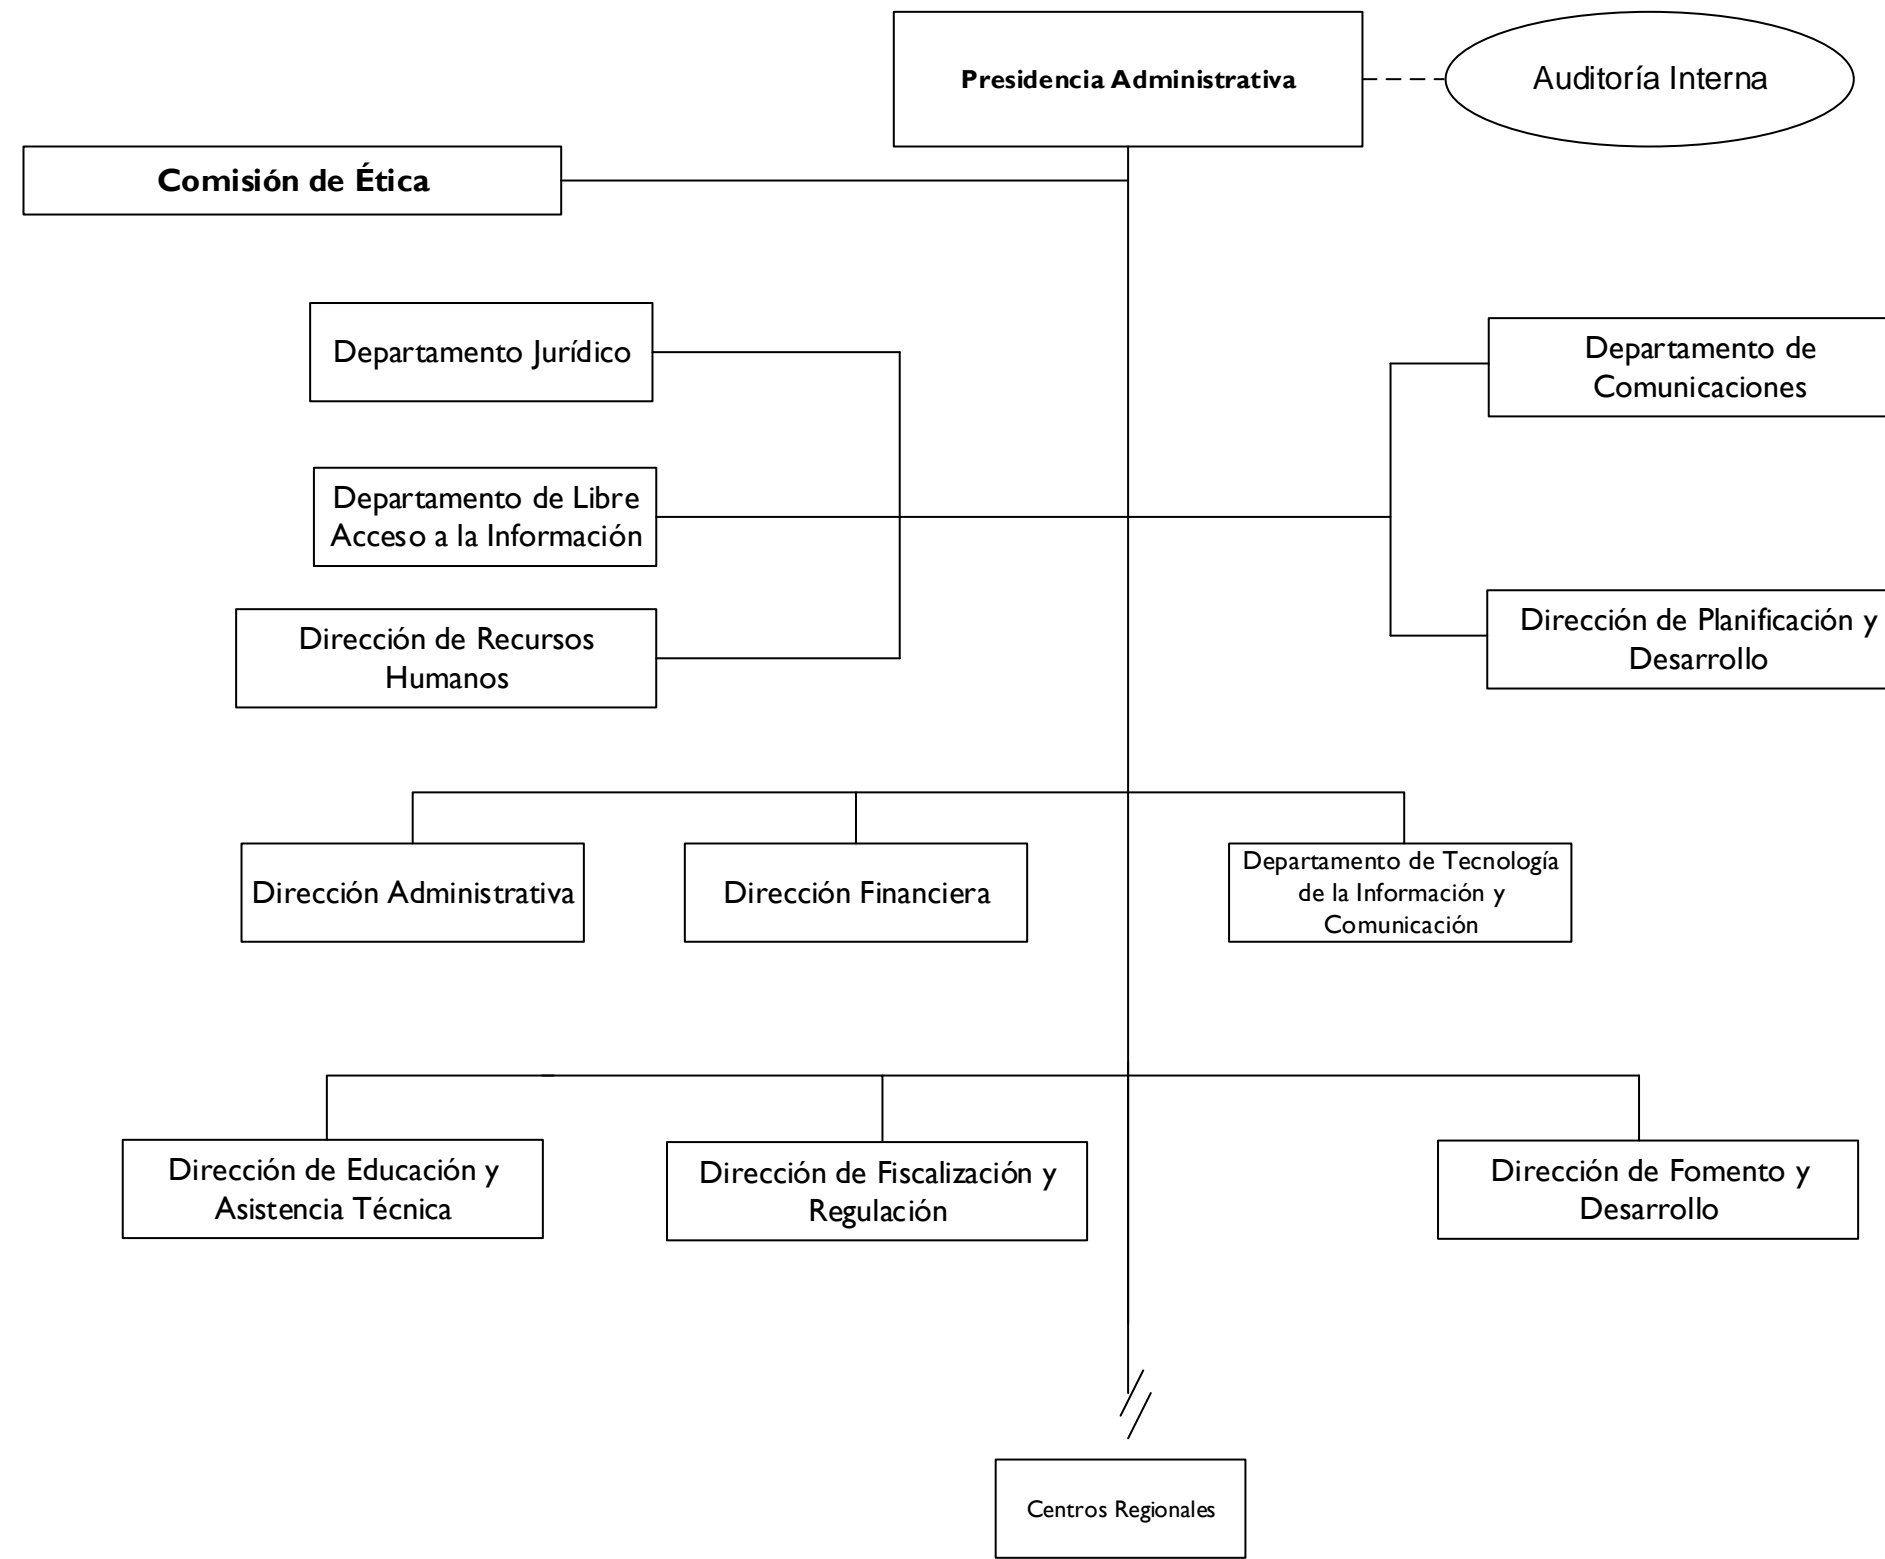 Presidencia Administrativa
Auditoría Interna
Comisión de Ética
Departamento Jurídico
Departamento de
Comunicaciones
Departamento de Libre
Acceso a la Información
Dirección de Recursos
Humanos
Dirección de Planificación y
Desarrollo
Dirección Administrativa
Dirección Financiera
Departamento de Tecnología
de la Información y
Comunicación
Dirección de Educación y
Asistencia Técnica
Dirección de Fiscalización y
Regulación
Dirección de Fomento y
Desarrollo
Centros Regionales